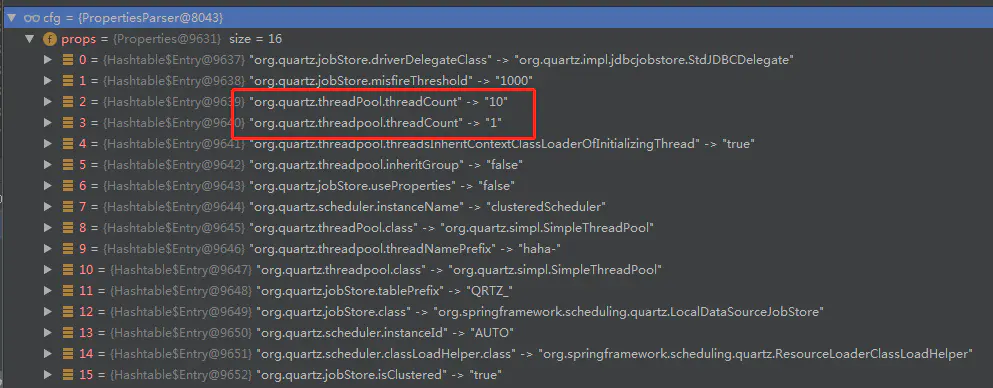 cfg = {PropertiesParser@8043}
props = {Properties@9631} size = 16
0 = {Hashtable$Entry@9637} "org.quartz.jobStore.driverDelegateClass" -> "org.quartz.impl.jdbcjobstore.StdJDBCDelegate"
1 = {Hashtable$Entry@9638} "org.quartz.jobStore.misfireThreshold" -> "1000"
2 = {Hashtable$Entry@9639} "org.quartz.threadPool.threadCount" -> "10"
3 = {Hashtable$Entry@9640} "org.quartz.threadpool.threadCount" -> "1"
4 = {Hashtable$Entry@9641} "org.quartz.threadpool.threadsInheritContextClassLoaderOfInitializingThread" -> "true"
5 = {Hashtable$Entry@9642} "org.quartz.threadpool.inheritGroup" -> "false"
6 = {Hashtable$Entry@9643} "org.quartz.jobStore.useProperties" -> "false"
7 = {Hashtable$Entry@9644} "org.quartz.scheduler.instanceName" -> "clusteredScheduler"
8 = {Hashtable$Entry@9645} "org.quartz.threadPool.class" -> "org.quartz.simpl.SimpleThreadPool"
9 = {Hashtable$Entry@9646} "org.quartz.threadpool.threadNamePrefix" -> "haha-"
10 = {Hashtable$Entry@9647} "org.quartz.threadpool.class" -> "org.quartz.simpl.SimpleThreadPool"
11 = {Hashtable$Entry@9648} "org.quartz.jobStore.tablePrefix" -> "QRTZ_"
12 = {Hashtable$Entry@9649} "org.quartz.jobStore.class" -> "org.springframework.scheduling.quartz.LocalDataSourceJobStore"
13 = {Hashtable$Entry@9650} "org.quartz.scheduler.instanceId" -> "AUTO"
14 = {Hashtable$Entry@9651} "org.quartz.scheduler.classLoadHelper.class" -> "org.springframework.scheduling.quartz.ResourceLoaderClassLoadHelper"
15 = {Hashtable$Entry@9652} "org.quartz.jobStore.isClustered" -> "true"